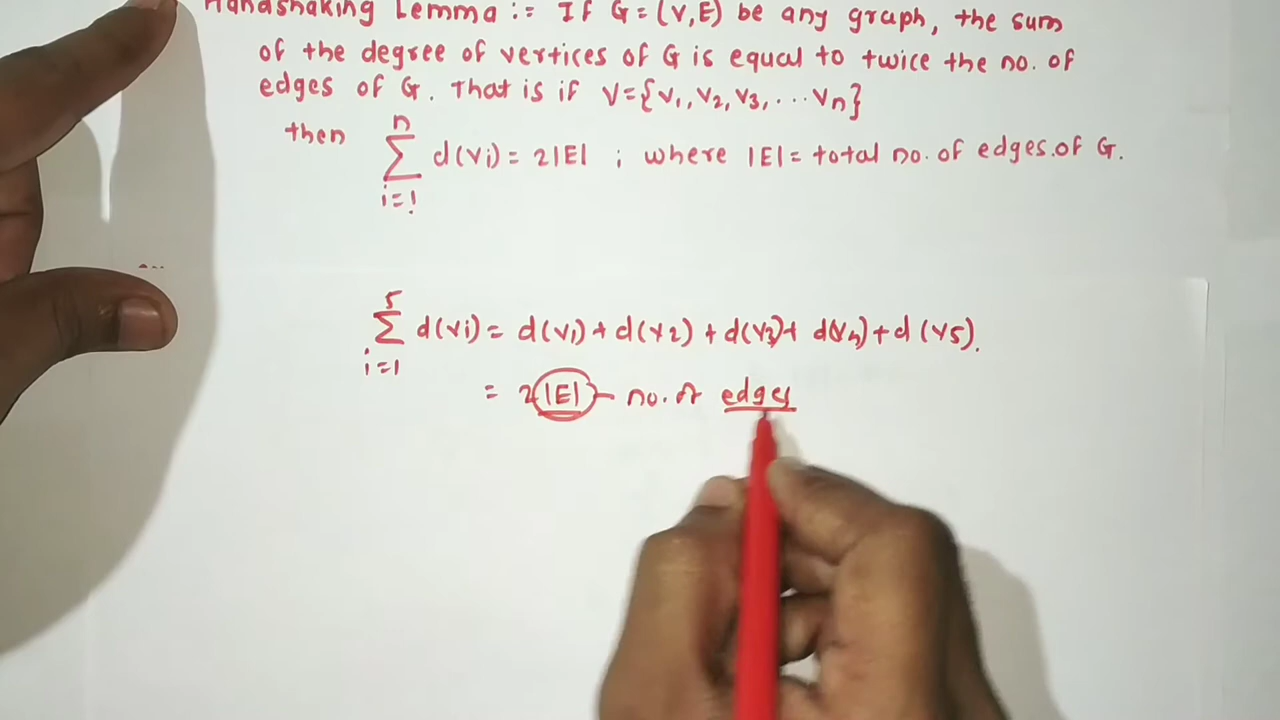 Handshaking Lemma := If G = (V,E) be any graph, the sum
of the degree of vertices of G is equal to twice the no. of
edges of G. That is if V={v1, v2, v3, ... vn}
then n∑i=1 d(vi) = 2|E| ; where |E| = total no. of edges.of G.
5∑i=1 d(vi) = d(v1) + d(v2) + d(v3) + d(v4) + d(v5).
= 2|E| – no. of edges